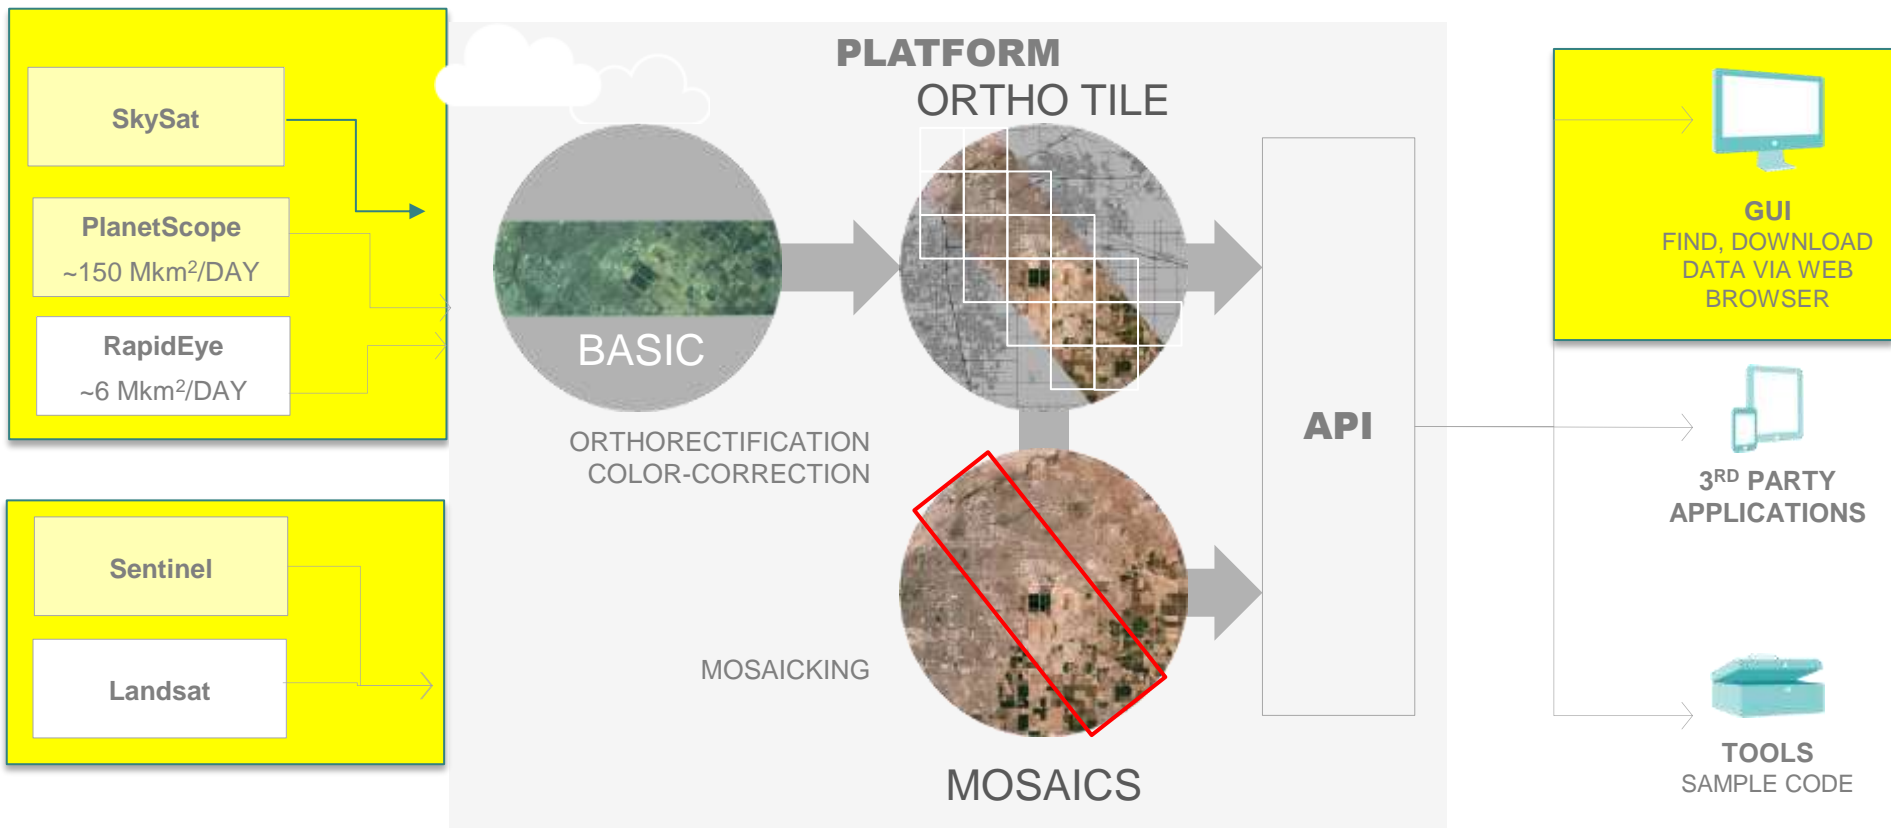 PLATFORM
ORTHO TILE
SkySat
PlanetScope
~150 Mkm²/DAY
RapidEye
~6 Mkm²/DAY
Sentinel
Landsat
BASIC
ORTHORECTIFICATION
COLOR-CORRECTION
MOSAICKING
MOSAICS
API
GUI
FIND, DOWNLOAD
DATA VIA WEB
BROWSER
3RD PARTY
APPLICATIONS
TOOLS
SAMPLE CODE